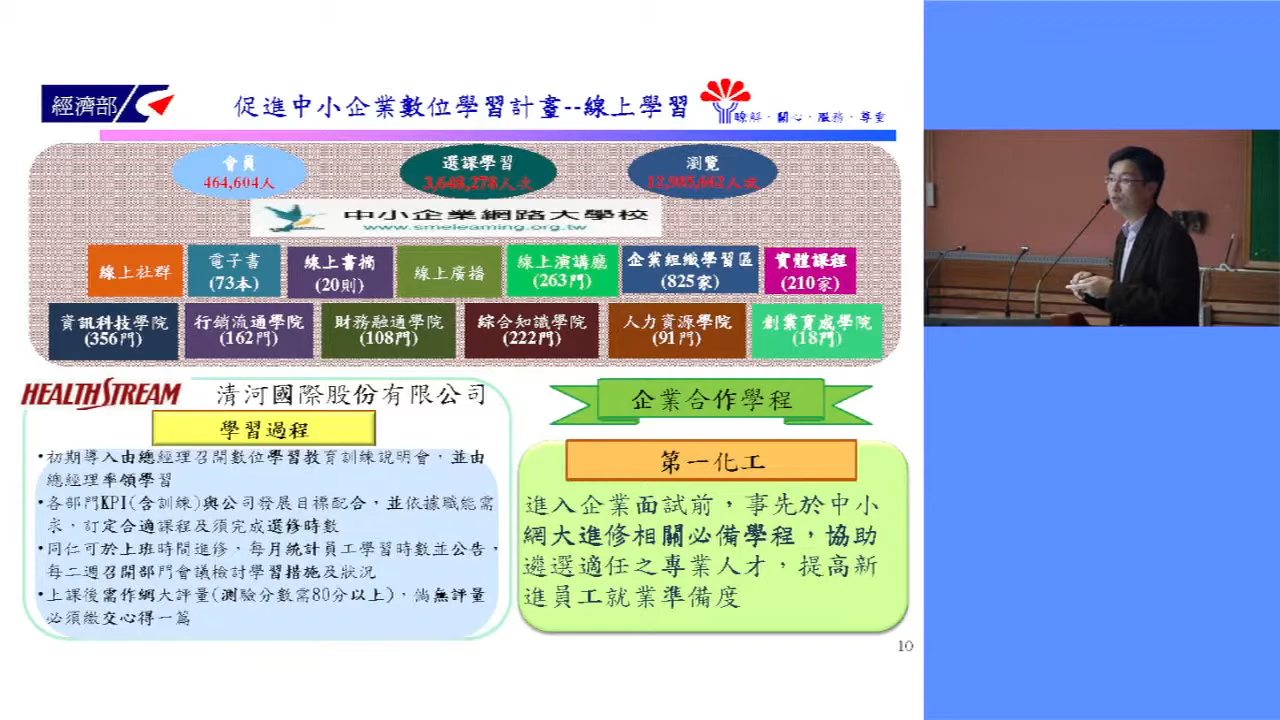 經濟部
促進中小企業數位學習計畫--線上學習
瞭解．關心．服務．尊重
會員
464,604人
選課學習
3,648,278人次
瀏覽
中小企業網路大學校
www.smelearning.org.tw
線上社群
電子書
(73本)
線上書摘
(20則)
線上廣播
線上演講廳
(263門)
企業組織學習區
(825家)
實體課程
(210家)
資訊科技學院
(356門)
行銷流通學院
(162門)
財務融通學院
(108門)
綜合知識學院
(222門)
人力資源學院
(91門)
創業育成學院
(18門)
HEALTHSTREAM 清河國際股份有限公司
學習過程
•初期導入由總經理召開數位學習教育訓練說明會，並由
總經理率領學習
•各部門KPI(含訓練)與公司發展目標配合，並依據職能需
求，訂定合適課程及須完成選修時數
•同仁可於上班時間進修，每月統計員工學習時數並公告，
每二週召開部門會議檢討學習措施及狀況
•上課後需作網大評量(測驗分數需80分以上)，倘無評量
必須繳交心得一篇
企業合作學程
第一化工
進入企業面試前，事先於中小
網大進修相關必備學程，協助
遴選適任之專業人才，提高新
進員工就業準備度
10